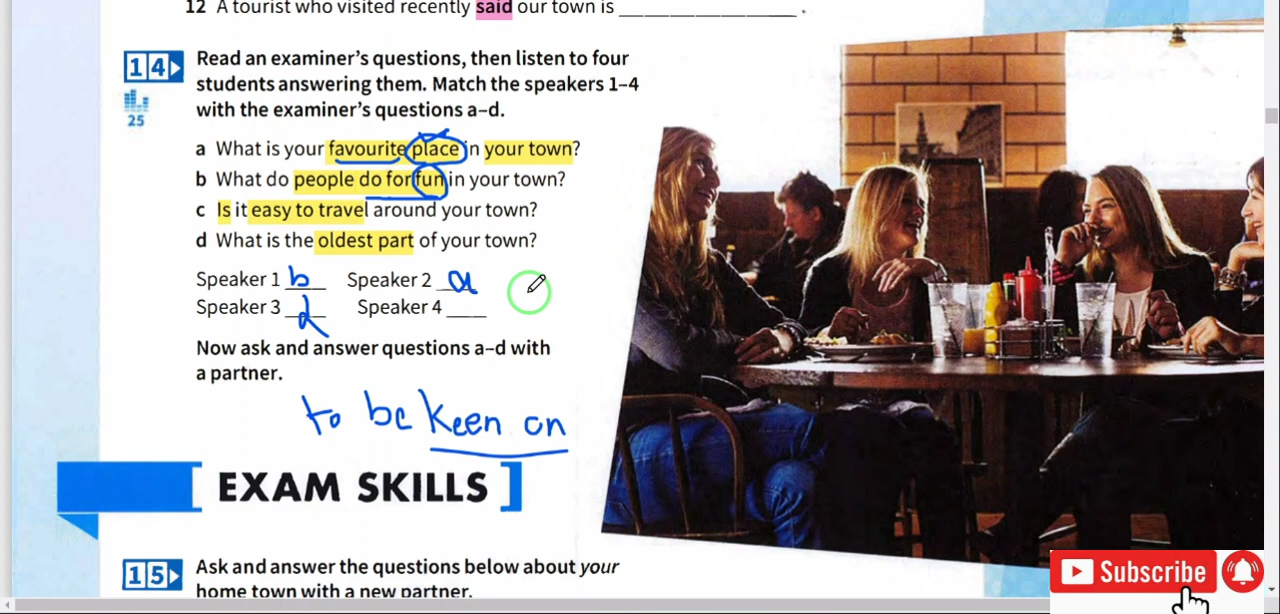 12 A tourist who visited recently said our town is ____________________.
14 Read an examiner's questions, then listen to four
students answering them. Match the speakers 1–4
with the examiner's questions a–d.
25
a What is your favourite place in your town?
b What do people do for fun in your town?
c Is it easy to travel around your town?
d What is the oldest part of your town?
Speaker 1 b Speaker 2 a
Speaker 3 d Speaker 4 ____
Now ask and answer questions a–d with
a partner.
to be keen on
[ EXAM SKILLS ]
15 Ask and answer the questions below about your
home town with a new partner.
Subscribe